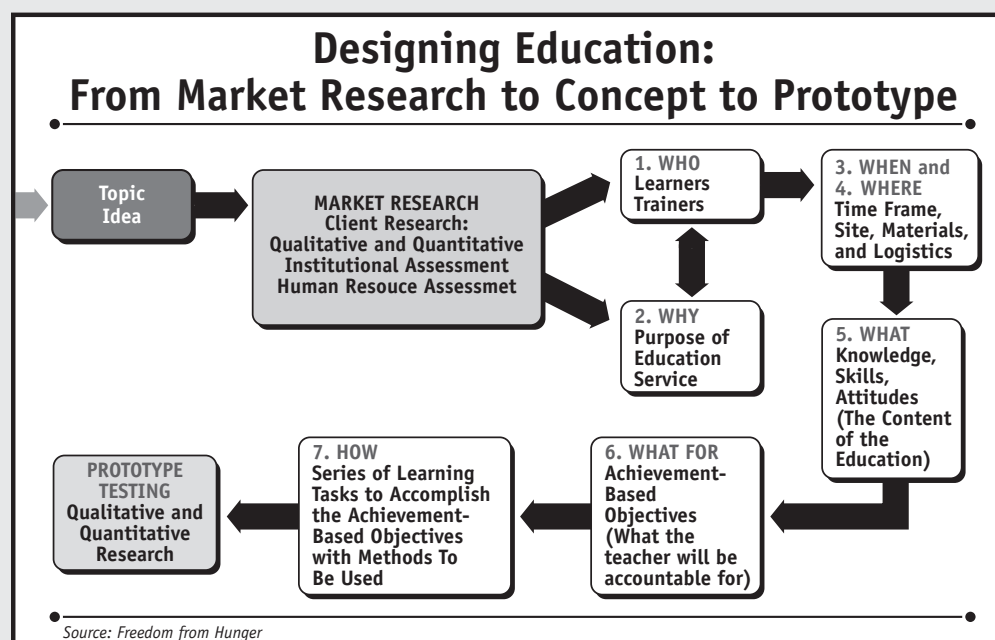 Designing Education:
From Market Research to Concept to Prototype
Topic
Idea
MARKET RESEARCH
Client Research:
Qualitative and Quantitative
Institutional Assessment
Human Resouce Assessmet
1. WHO
Learners
Trainers
2. WHY
Purpose of
Education
Service
3. WHEN and
4. WHERE
Time Frame,
Site, Materials,
and Logistics
5. WHAT
Knowledge,
Skills,
Attitudes
(The Content
of the
Education)
6. WHAT FOR
Achievement-
Based
Objectives
(What the
teacher will be
accountable for)
7. HOW
Series of Learning
Tasks to Accomplish
the Achievement-
Based Objectives
with Methods To
Be Used
PROTOTYPE
TESTING
Qualitative and
Quantitative
Research
Source: Freedom from Hunger